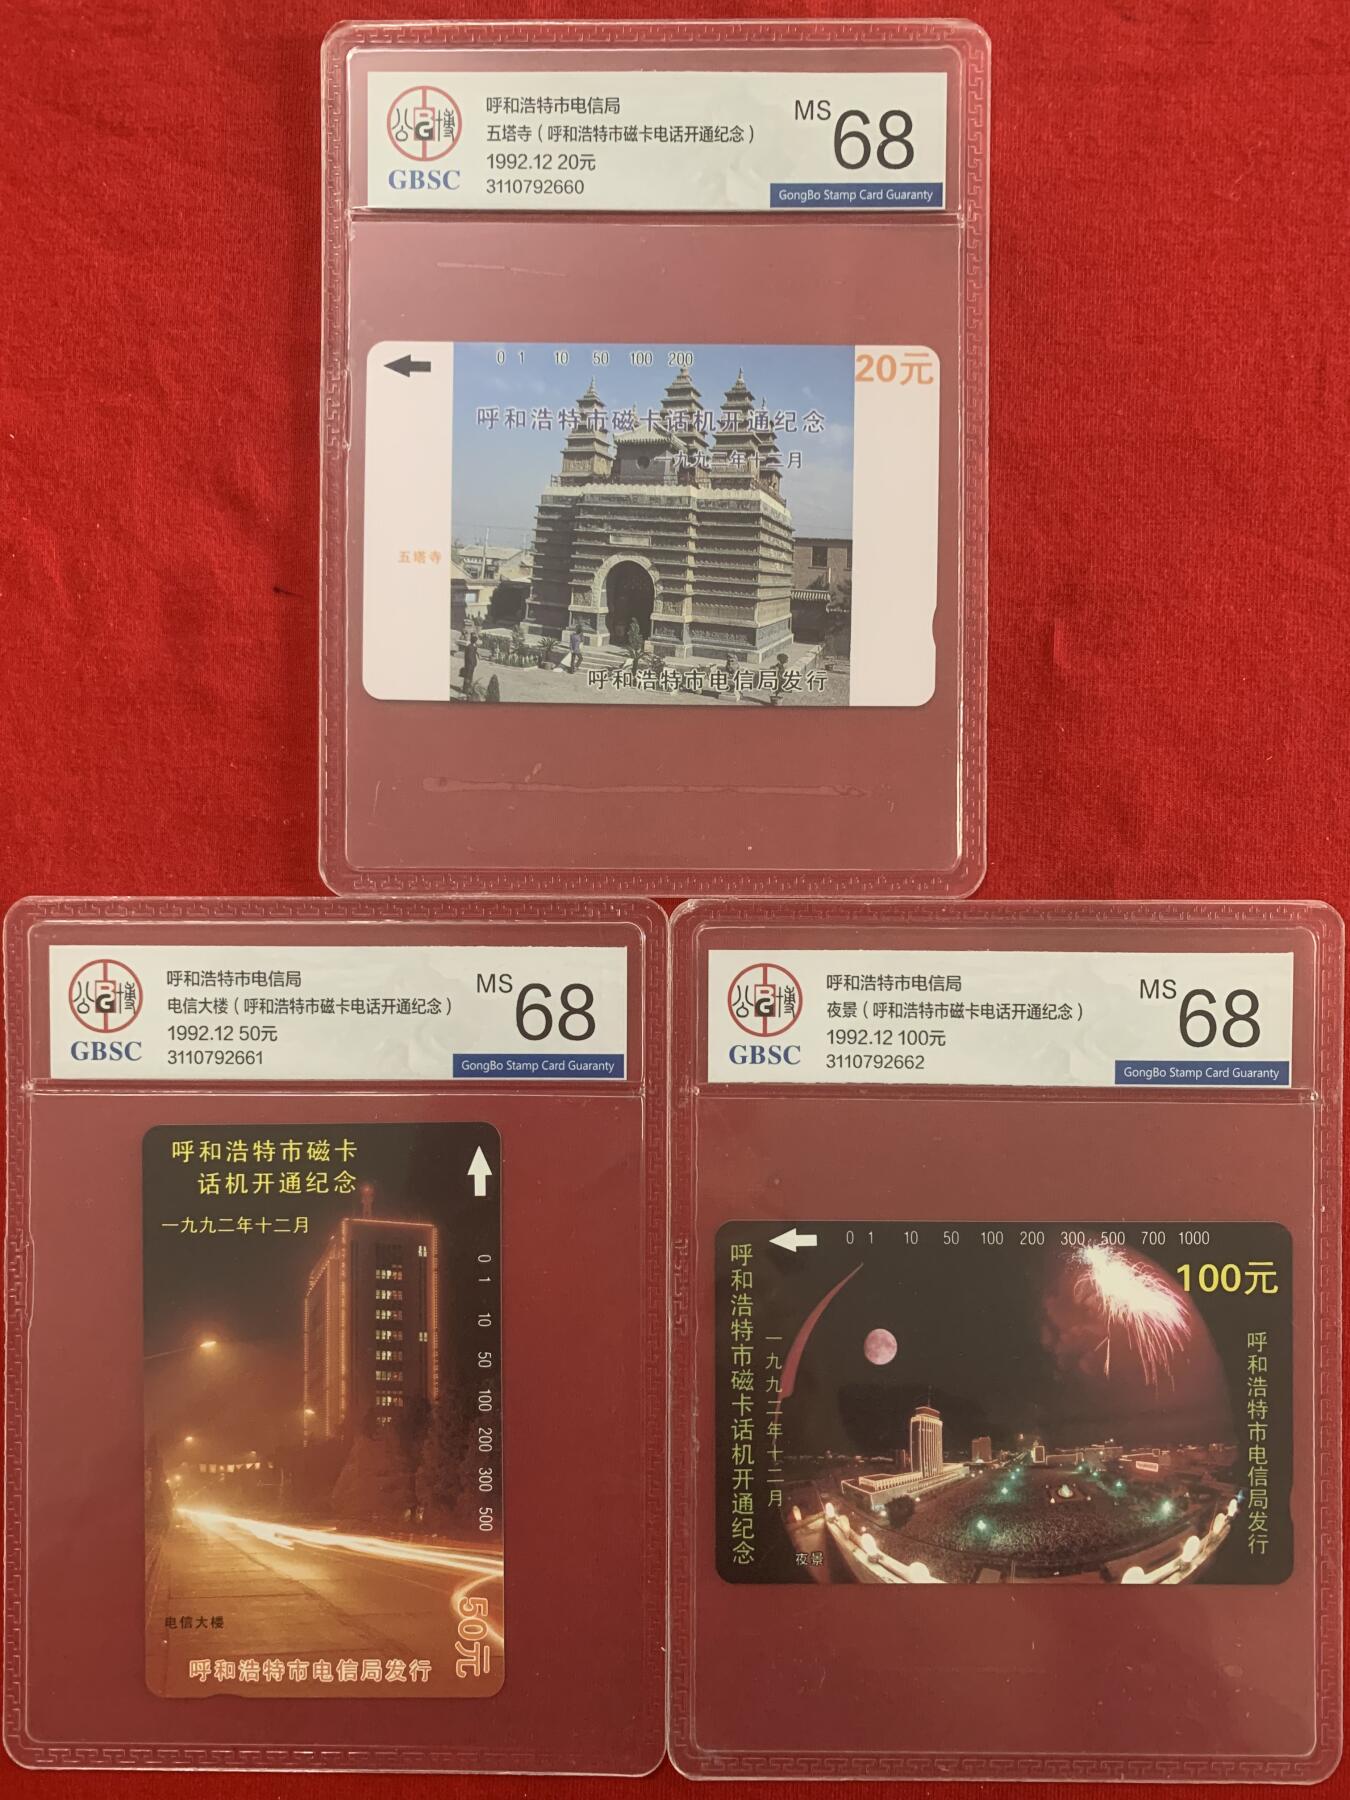 公 BG 博
GBSC
呼和浩特市电信局
五塔寺（呼和浩特市磁卡电话开通纪念）
1992.12 20元
3110792660
MS 68
GongBo Stamp Card Guaranty
0 1 10 50 100 200
20元
呼和浩特市磁卡话机开通纪念
一九九二年十二月
五塔寺
呼和浩特市电信局发行
公 BG 博
GBSC
呼和浩特市电信局
电信大楼（呼和浩特市磁卡电话开通纪念）
1992.12 50元
3110792661
MS 68
GongBo Stamp Card Guaranty
呼和浩特市磁卡
话机开通纪念
一九九二年十二月
0 1 10 50 100 200 300 500
电信大楼
50元
呼和浩特市电信局发行
公 BG 博
GBSC
呼和浩特市电信局
夜景（呼和浩特市磁卡电话开通纪念）
1992.12 100元
3110792662
MS 68
GongBo Stamp Card Guaranty
0 1 10 50 100 200 300 500 700 1000
100元
呼和浩特市磁卡话机开通纪念
一九九二年十二月
夜景
呼和浩特市电信局发行